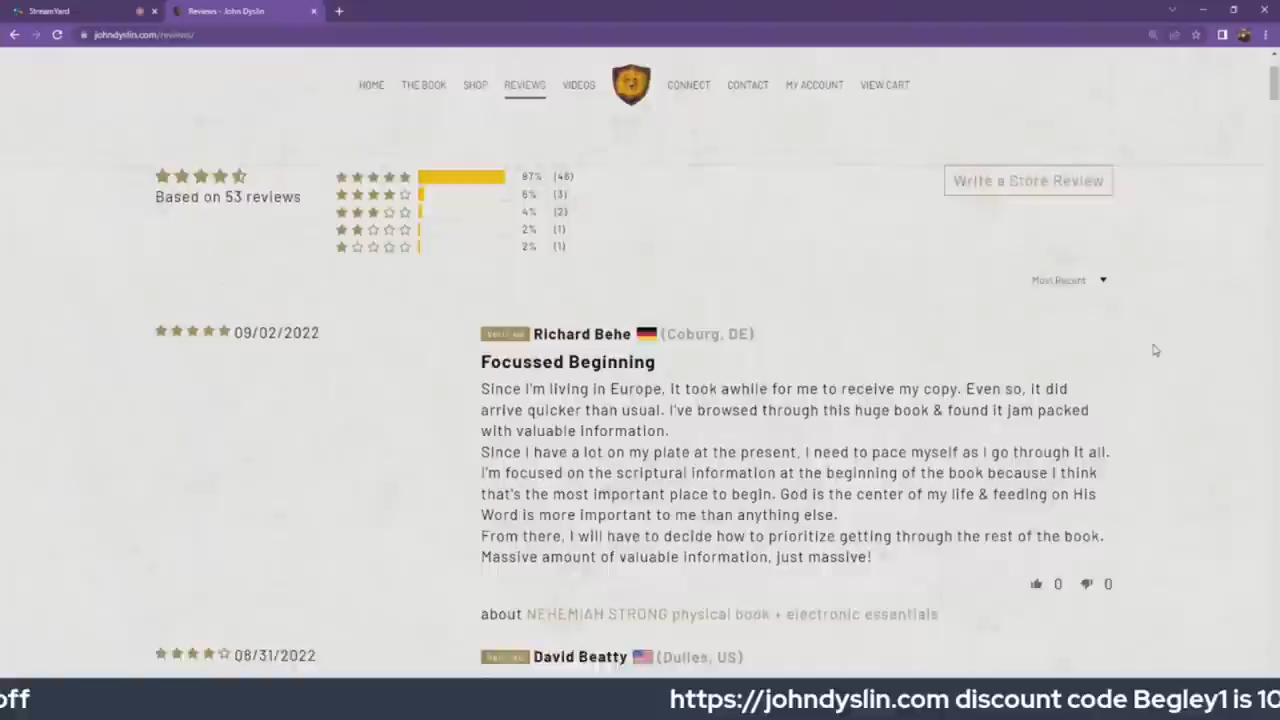 StreamYard
Reviews - John Dyslin
johndyslin.com/reviews/
HOME THE BOOK SHOP REVIEWS VIDEOS CONNECT CONTACT MY ACCOUNT VIEW CART
Based on 53 reviews
87% (46)
6% (3)
4% (2)
2% (1)
2% (1)
Write a Store Review
Most Recent
09/02/2022
Verified Richard Behe (Coburg, DE)
Focussed Beginning
Since I'm living in Europe, it took awhile for me to receive my copy. Even so, it did
arrive quicker than usual. I've browsed through this huge book & found it jam packed
with valuable information.
Since I have a lot on my plate at the present, I need to pace myself as I go through it all.
I'm focused on the scriptural information at the beginning of the book because I think
that's the most important place to begin. God is the center of my life & feeding on His
Word is more important to me than anything else.
From there, I will have to decide how to prioritize getting through the rest of the book.
Massive amount of valuable information, just massive!
0 0
about NEHEMIAH STRONG physical book + electronic essentials
08/31/2022
Verified David Beatty (Dulles, US)
off https://johndyslin.com discount code Begley1 is 10